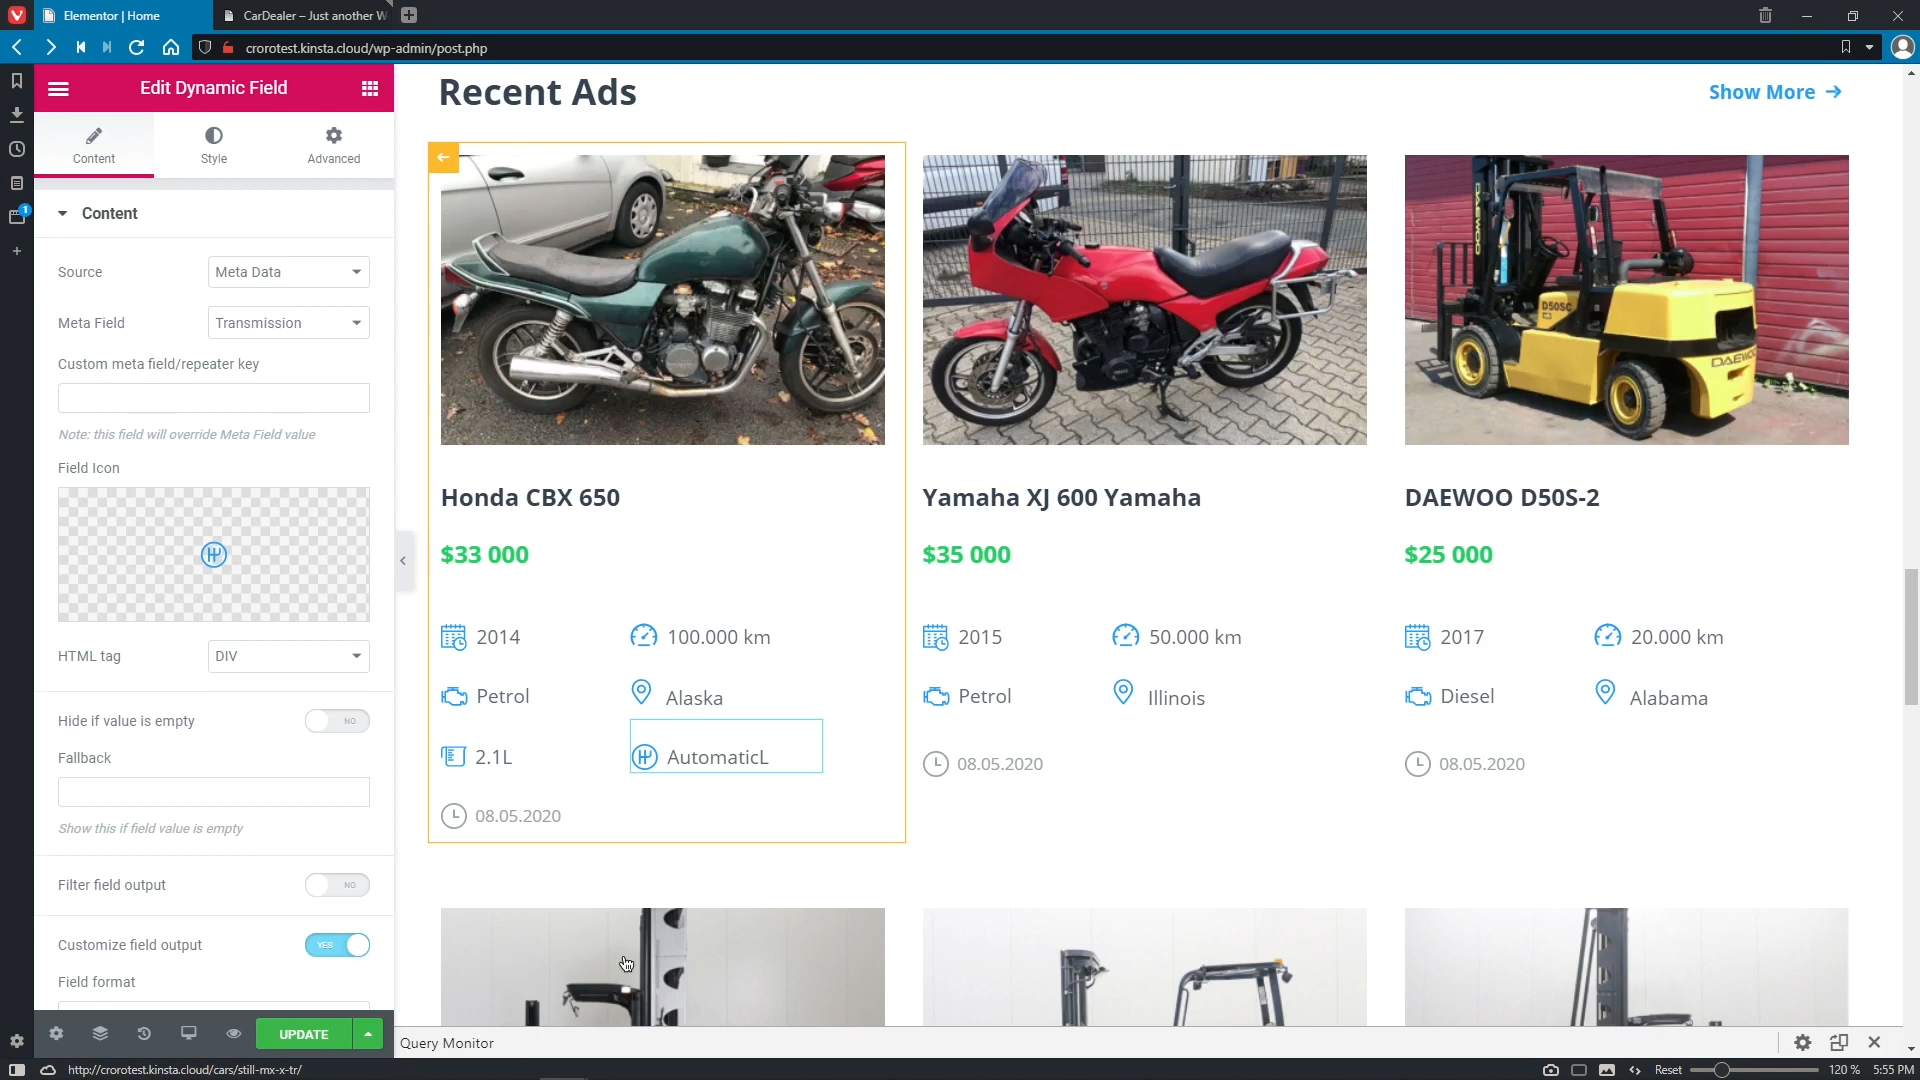 Elementor | Home
CarDealer – Just another W
crorotest.kinsta.cloud/wp-admin/post.php
1
Edit Dynamic Field
Content
Style
Advanced
Content
Source
Meta Data
Meta Field
Transmission
Custom meta field/repeater key
Note: this field will override Meta Field value
Field Icon
HTML tag
DIV
Hide if value is empty
NO
Fallback
Show this if field value is empty
Filter field output
NO
Customize field output
YES
Field format
UPDATE
Recent Ads
Show More →
Honda CBX 650
$33 000
2014
100.000 km
Petrol
Alaska
2.1L
AutomaticL
08.05.2020
Yamaha XJ 600 Yamaha
$35 000
2015
50.000 km
Petrol
Illinois
08.05.2020
DAEWOO
D50SC
DAEWOO
DAEWOO D50S-2
$25 000
2017
20.000 km
Diesel
Alabama
08.05.2020
Query Monitor
http://crorotest.kinsta.cloud/cars/still-mx-x-tr/
Reset
120 %
5:55 PM